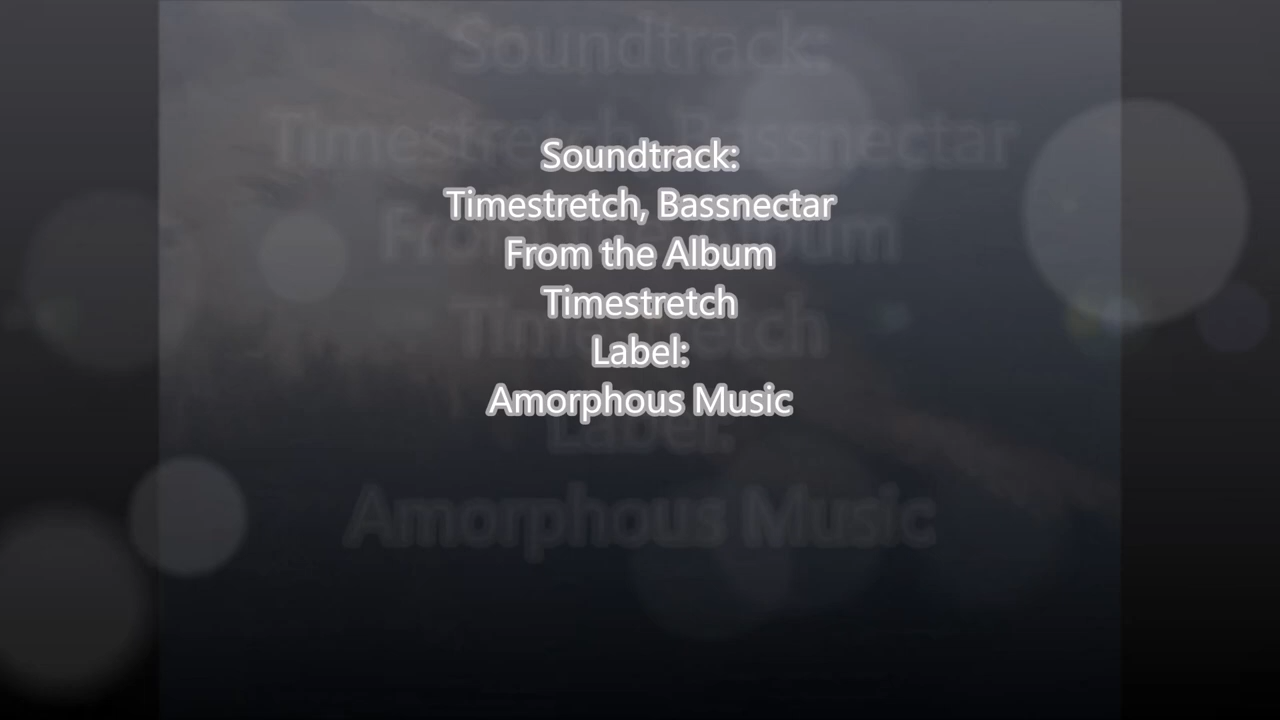 Soundtrack:
Timestretch, Bassnectar
From the Album
Timestretch
Label:
Amorphous Music